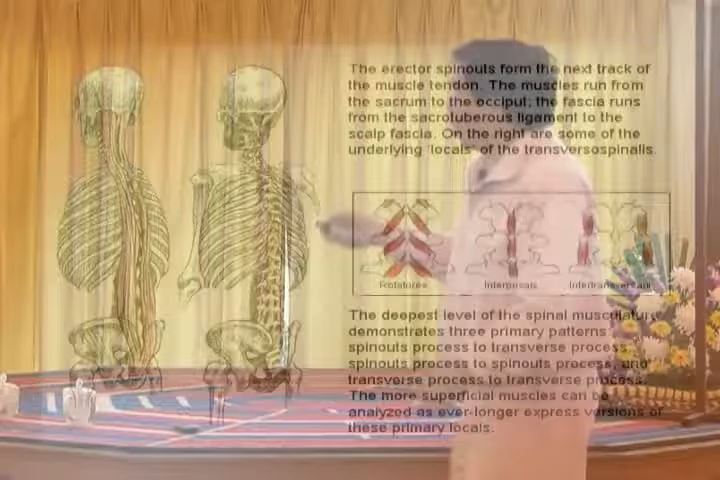 The erector spinouts form the next track of
the muscle tendon. The muscles run from
the sacrum to the occiput; the fascia runs
from the sacrotuberous ligament to the
scalp fascia. On the right are some of the
underlying 'locals' of the transversospinalis.
Rotatores Interposals Intertransversarii
The deepest level of the spinal musculature
demonstrates three primary patterns
spinouts process to transverse process,
spinouts process to spinouts process, and
transverse process to transverse process.
The more superficial muscles can be
analyzed as ever-longer express versions of
these primary locals.